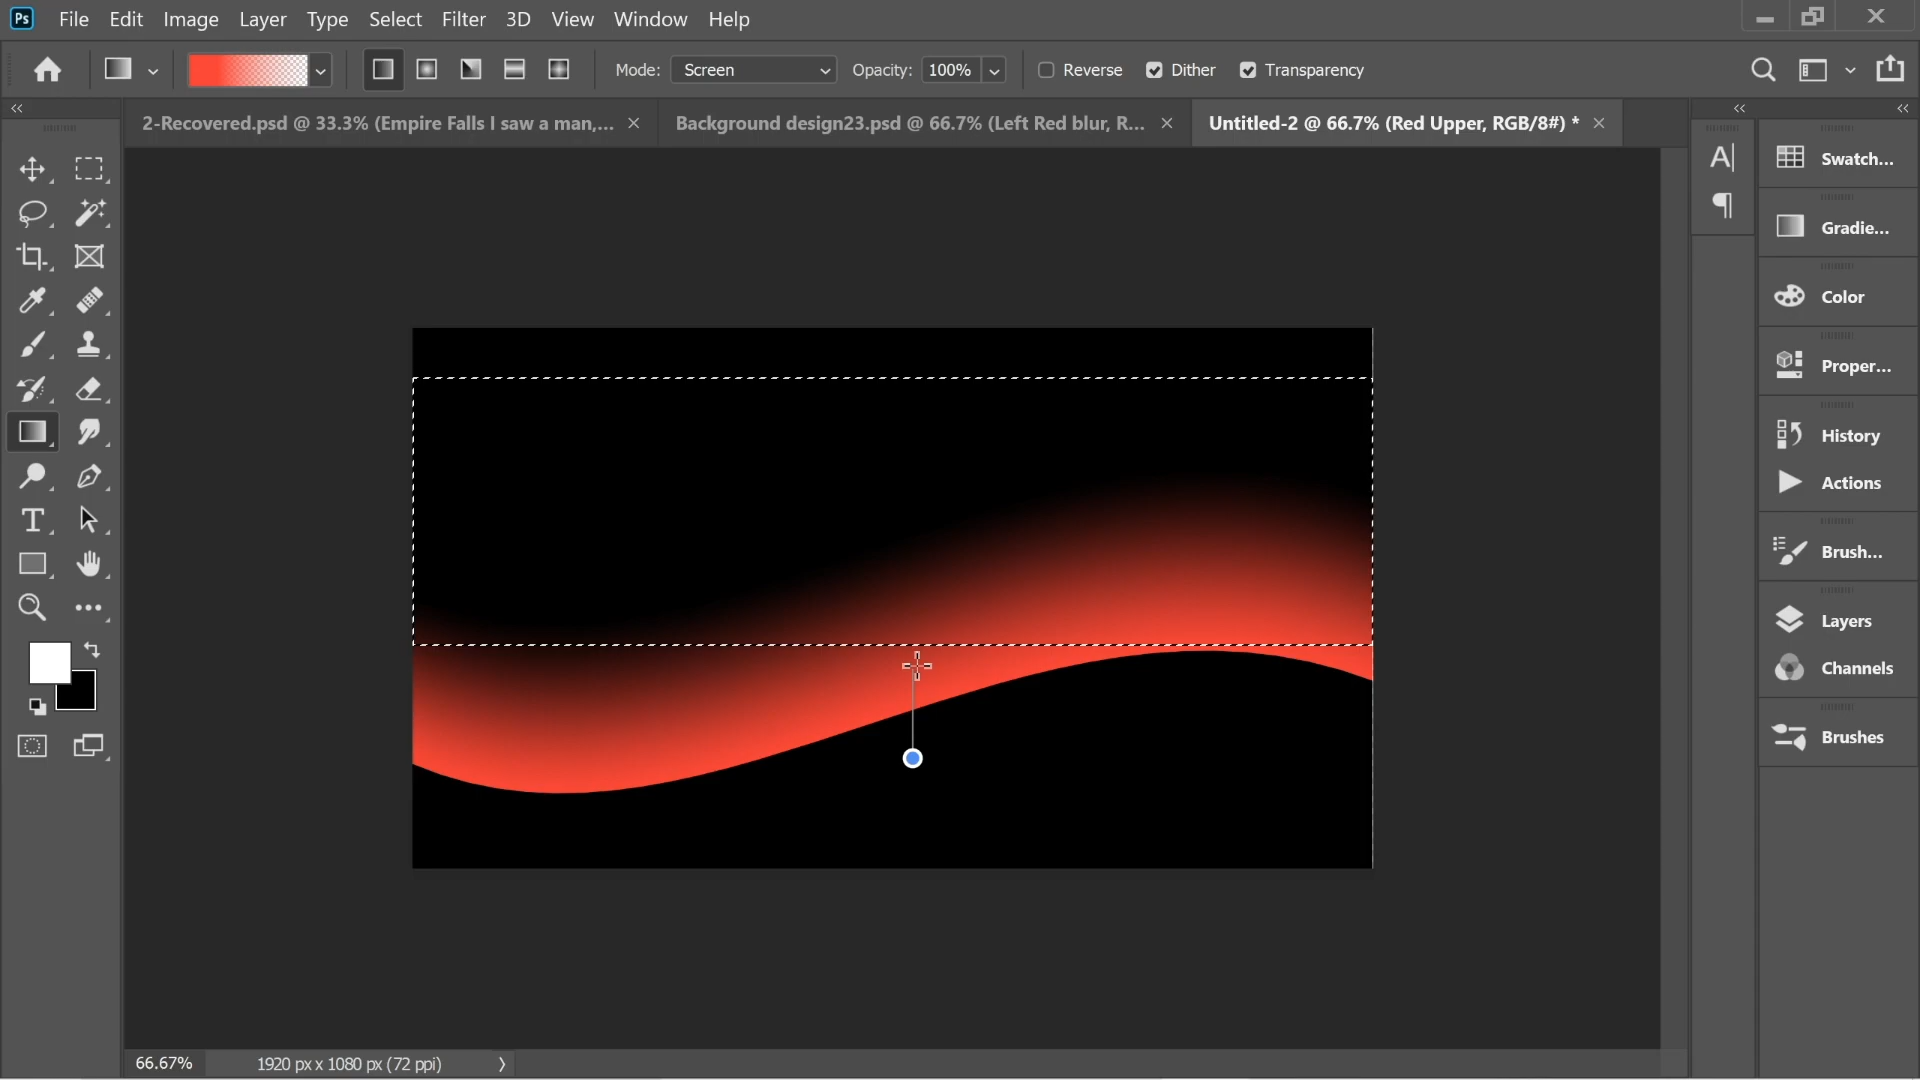 Ps File Edit Image Layer Type Select Filter 3D View Window Help
Mode: Screen Opacity: 100% Reverse Dither Transparency
2-Recovered.psd @ 33.3% (Empire Falls I saw a man,... × Background design23.psd @ 66.7% (Left Red blur, R... × Untitled-2 @ 66.7% (Red Upper, RGB/8#) * ×
Swatch...
Gradie...
Color
Proper...
History
Actions
Brush...
Layers
Channels
Brushes
66.67% 1920 px x 1080 px (72 ppi)